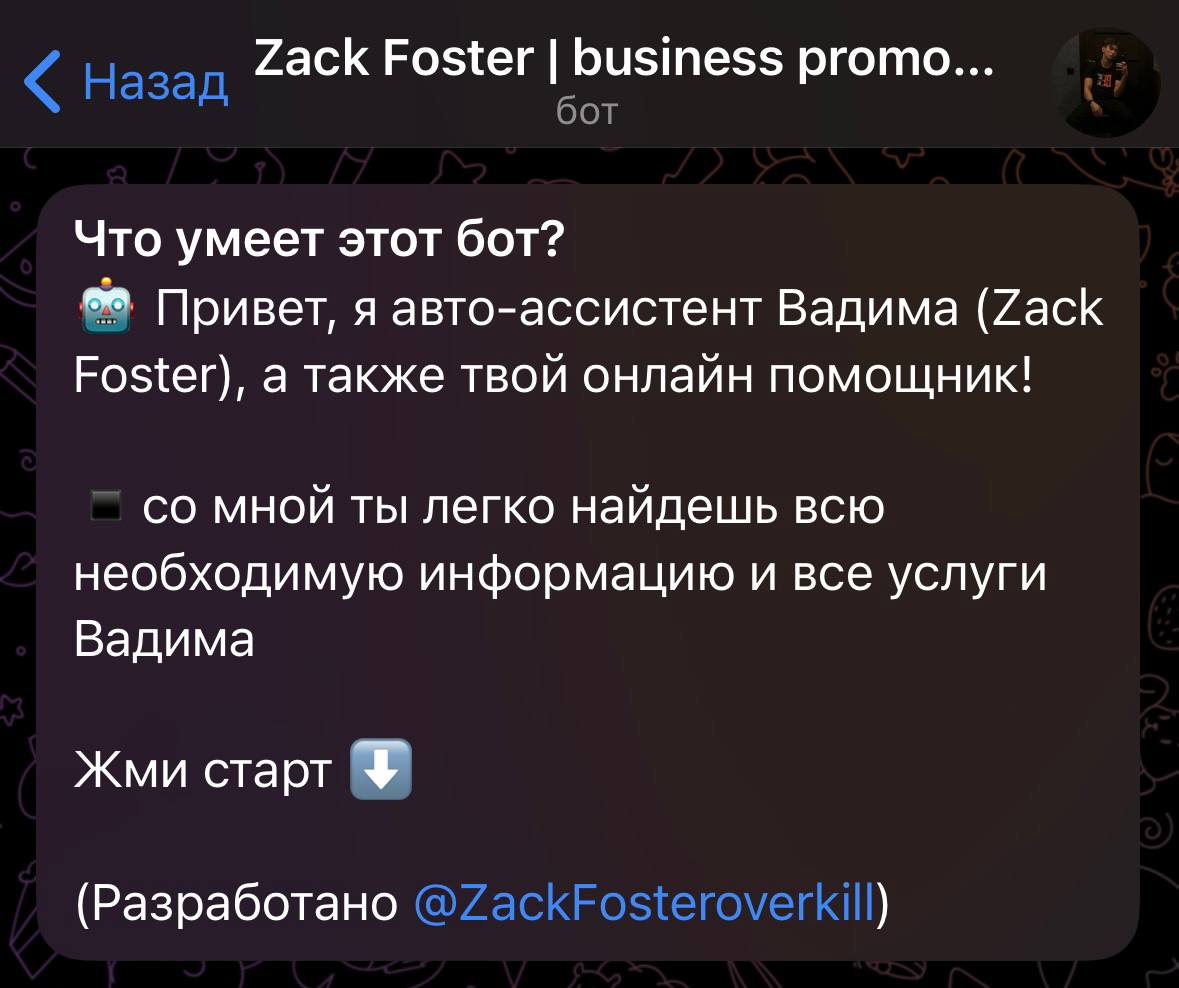 Назад
Zack Foster | business promo...
бот
Что умеет этот бот?
🤖 Привет, я авто-ассистент Вадима (Zack
Foster), а также твой онлайн помощник!
▪️ со мной ты легко найдешь всю
необходимую информацию и все услуги
Вадима
Жми старт ⬇️
(Разработано @ZackFosteroverkill)